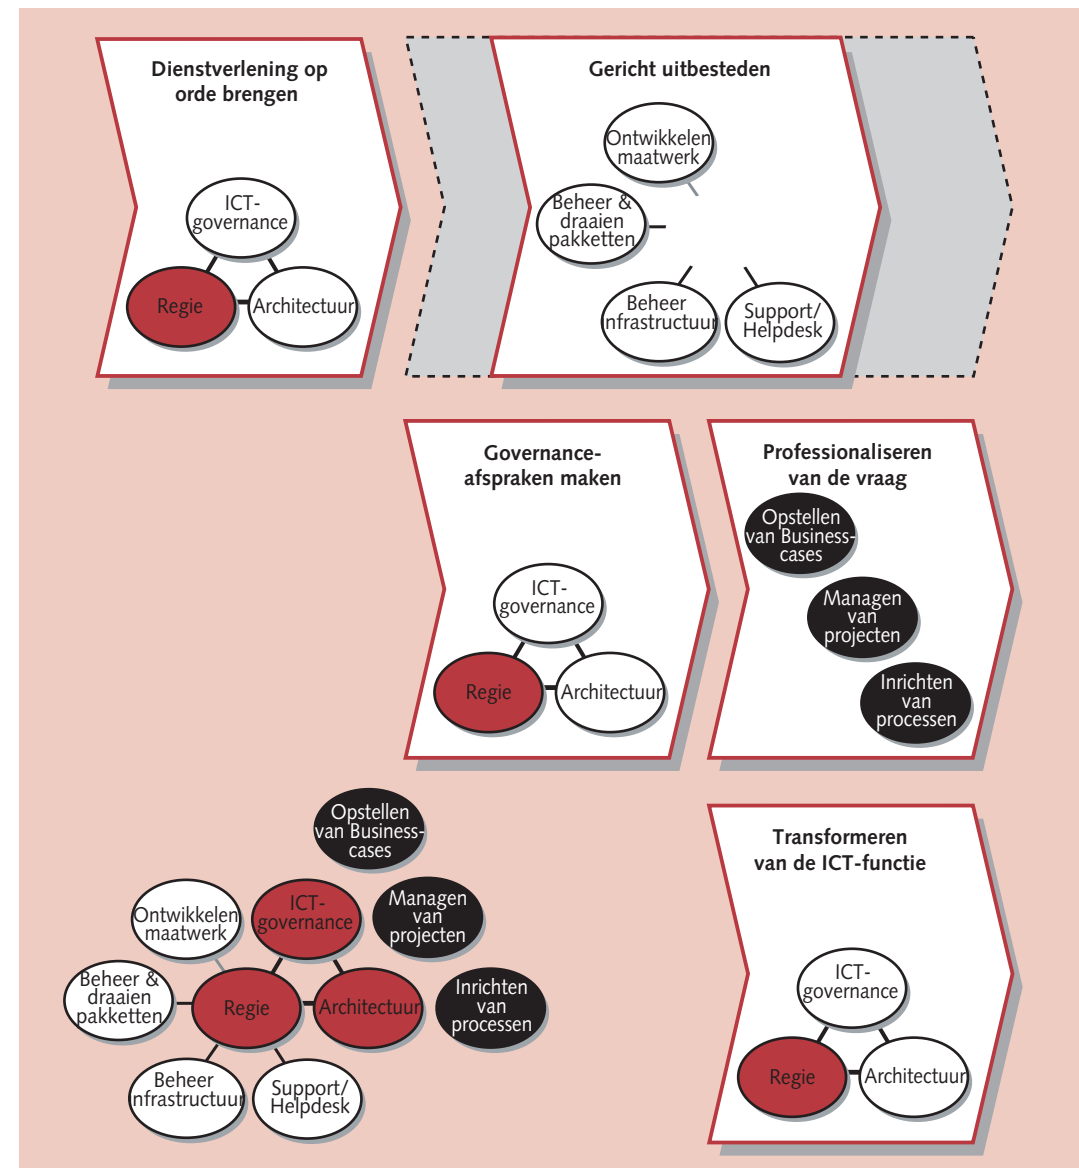 Dienstverlening op
orde brengen
ICT-
governance
Regie
Architectuur
Gericht uitbesteden
Ontwikkelen
maatwerk
Beheer &
draaien
pakketten
Beheer
nfrastructuur
Support/
Helpdesk
Governance-
afspraken maken
ICT-
governance
Regie
Architectuur
Professionaliseren
van de vraag
Opstellen
van Business-
cases
Managen
van
projecten
Inrichten
van
processen
Opstellen
van Business-
cases
ICT-
governance
Managen
van
projecten
Ontwikkelen
maatwerk
Beheer &
draaien
pakketten
Regie
Architectuur
Inrichten
van
processen
Beheer
nfrastructuur
Support/
Helpdesk
Transformeren
van de ICT-functie
ICT-
governance
Regie
Architectuur